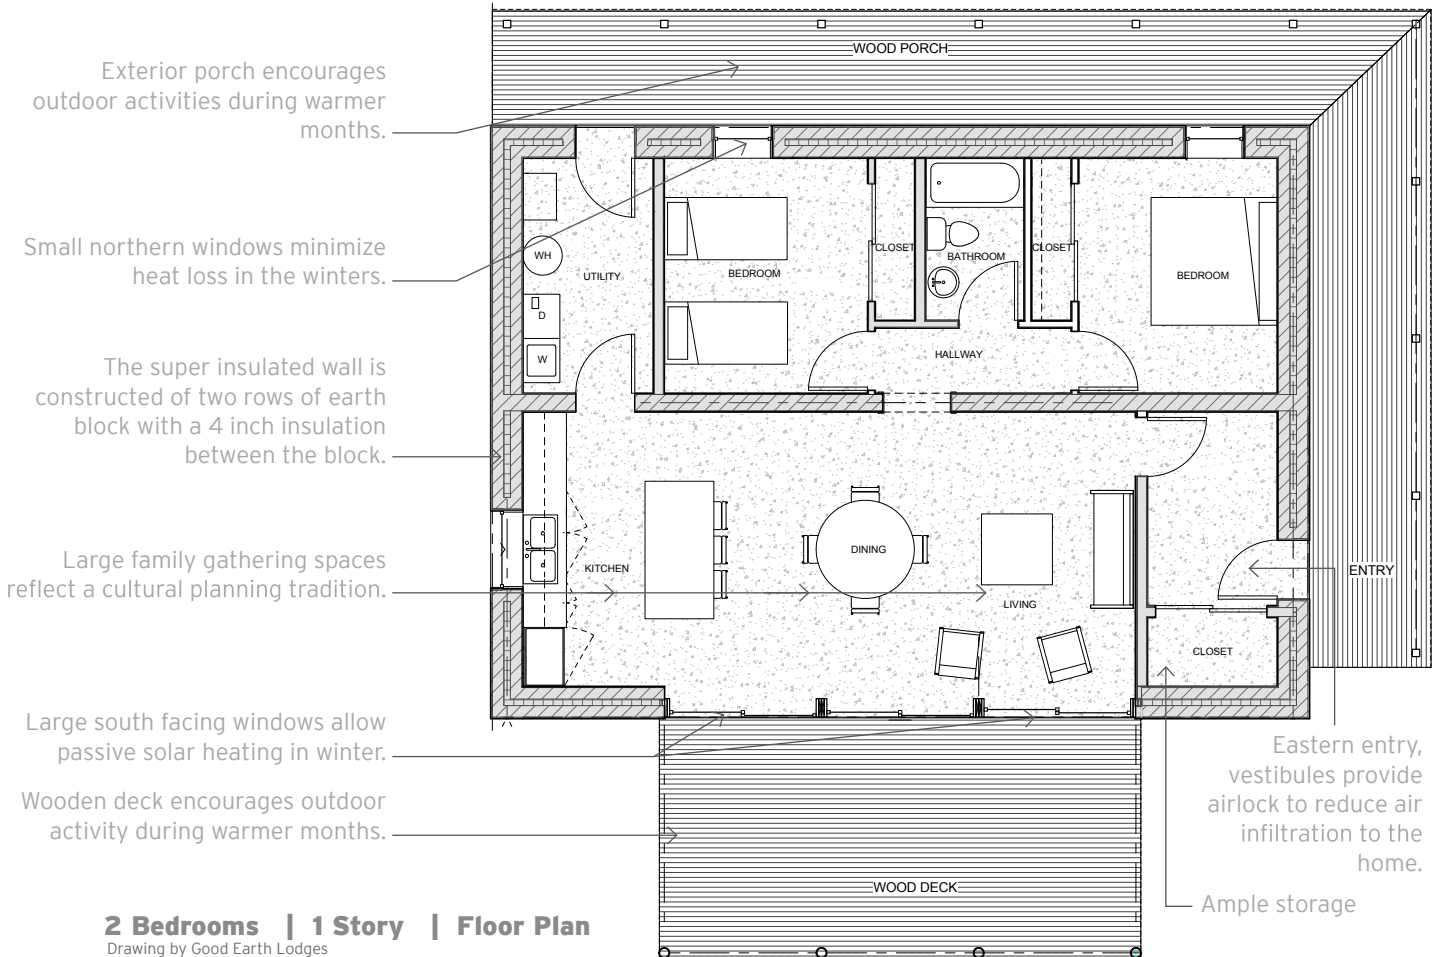 WOOD PORCH
Exterior porch encourages
outdoor activities during warmer
months.
Small northern windows minimize
heat loss in the winters.
The super insulated wall is
constructed of two rows of earth
block with a 4 inch insulation
between the block.
Large family gathering spaces
reflect a cultural planning tradition.
Large south facing windows allow
passive solar heating in winter.
Wooden deck encourages outdoor
activity during warmer months.
WH
UTILITY
D
W
BEDROOM
CLOSET
BATHROOM
CLOSET
BEDROOM
HALLWAY
KITCHEN
DINING
LIVING
ENTRY
CLOSET
Eastern entry,
vestibules provide
airlock to reduce air
infiltration to the
home.
Ample storage
WOOD DECK
2 Bedrooms | 1 Story | Floor Plan
Drawing by Good Earth Lodges